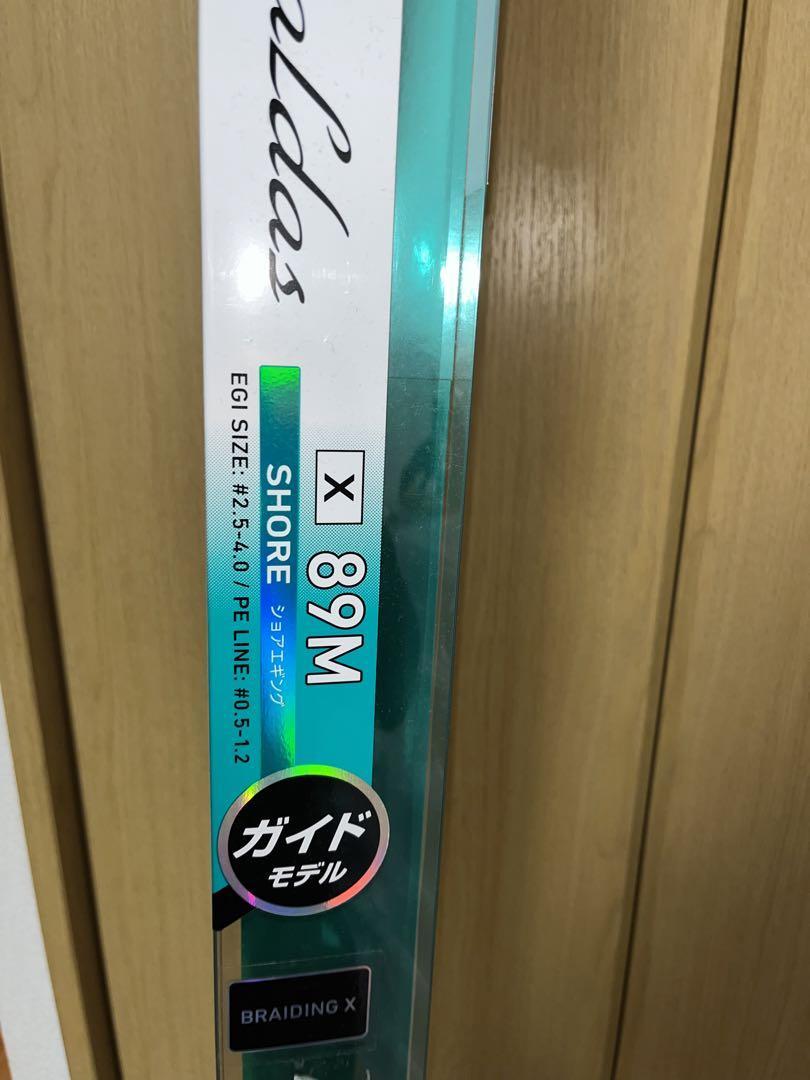 aldas
X 89M
SHORE ショアエギング
EGI SIZE: #2.5-4.0 / PE LINE: #0.5-1.2
ガイド
モデル
BRAIDING X